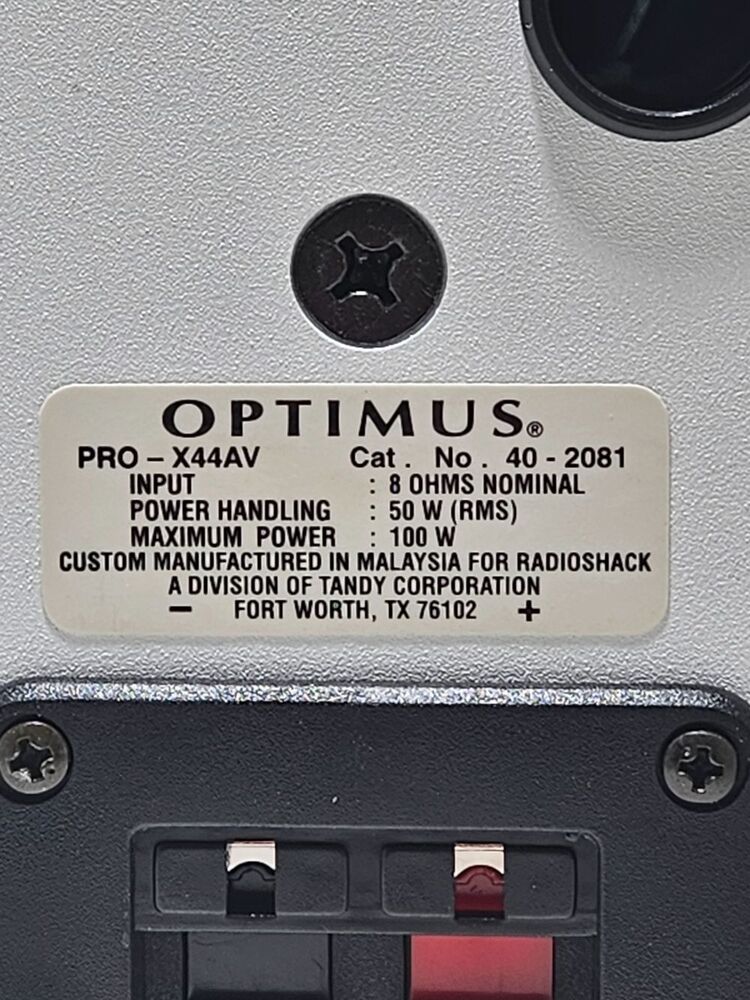 OPTIMUS®
PRO – X44AV Cat . No . 40 - 2081
INPUT : 8 OHMS NOMINAL
POWER HANDLING : 50 W (RMS)
MAXIMUM POWER : 100 W
CUSTOM MANUFACTURED IN MALAYSIA FOR RADIOSHACK
A DIVISION OF TANDY CORPORATION
– FORT WORTH, TX 76102 +